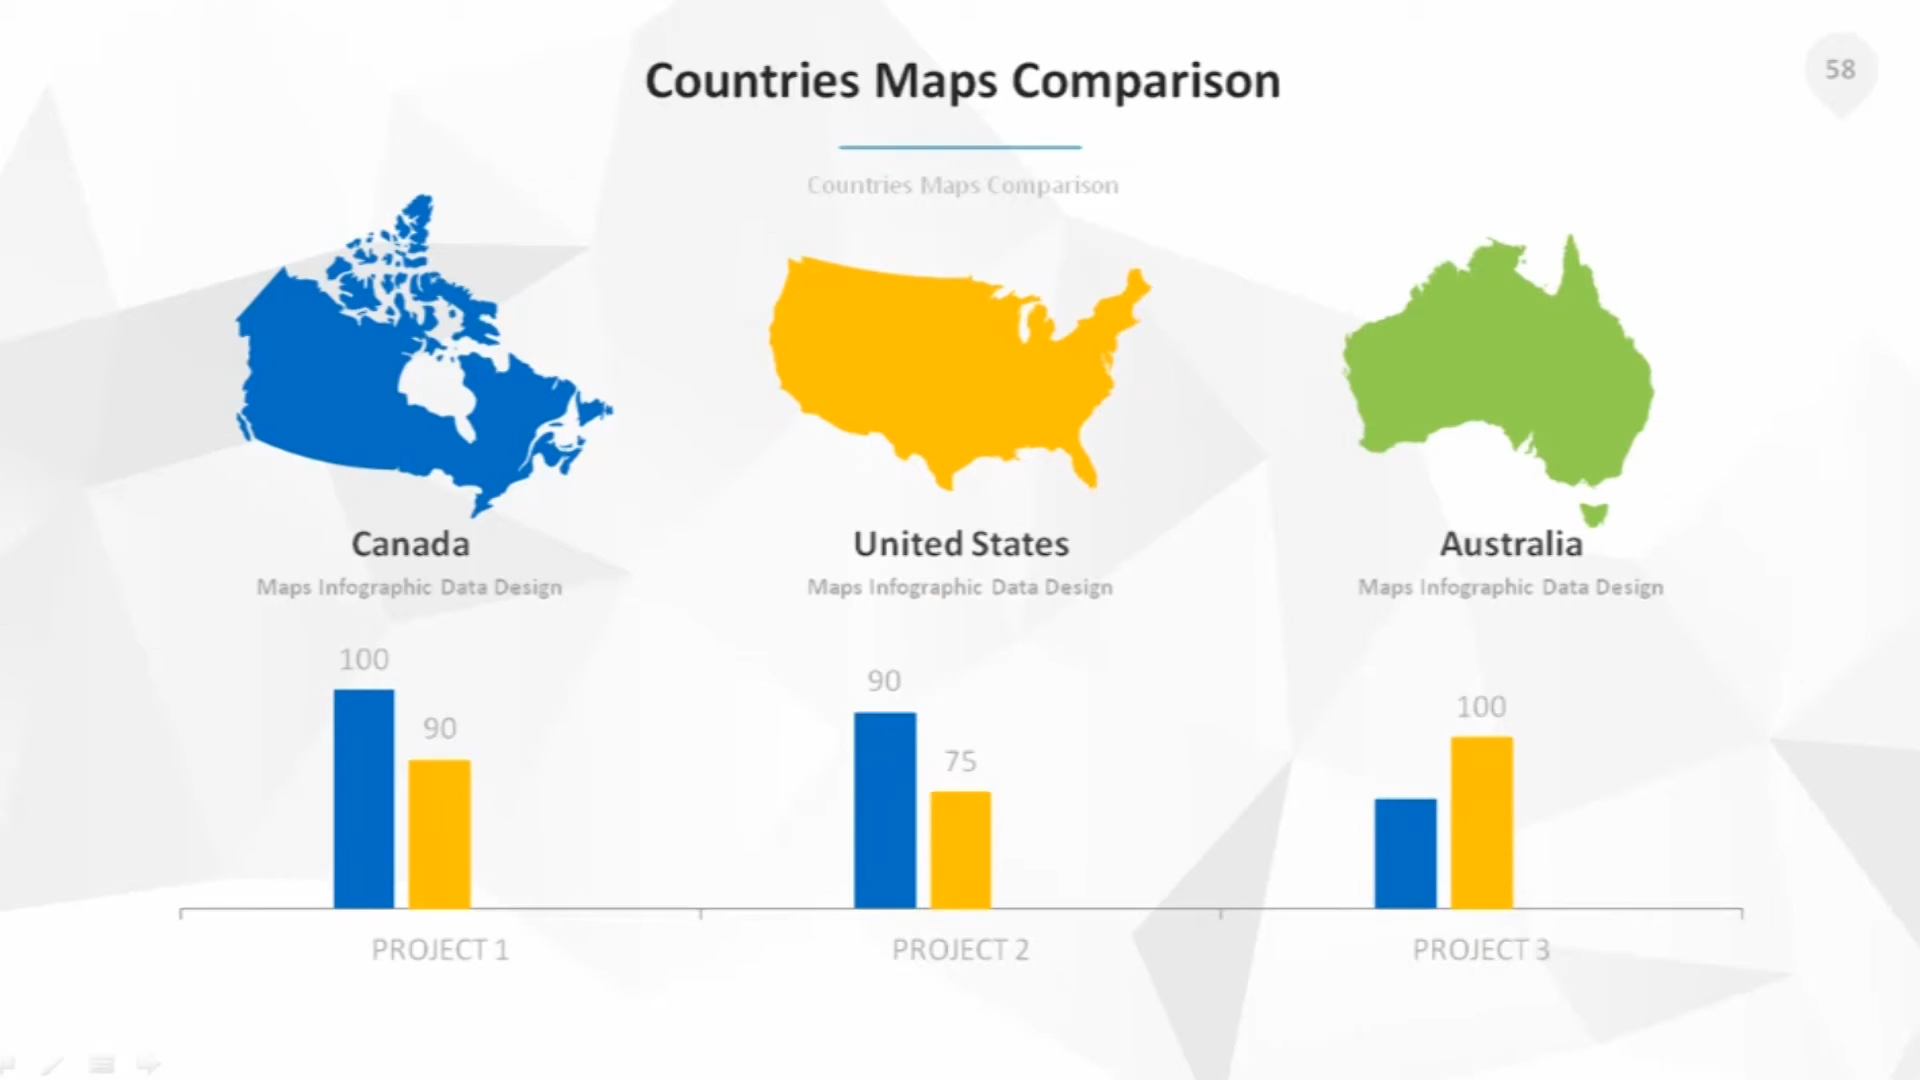 Countries Maps Comparison
58
Countries Maps Comparison
Canada
Maps Infographic Data Design
United States
Maps Infographic Data Design
Australia
Maps Infographic Data Design
100
90
90
75
100
PROJECT 1
PROJECT 2
PROJECT 3